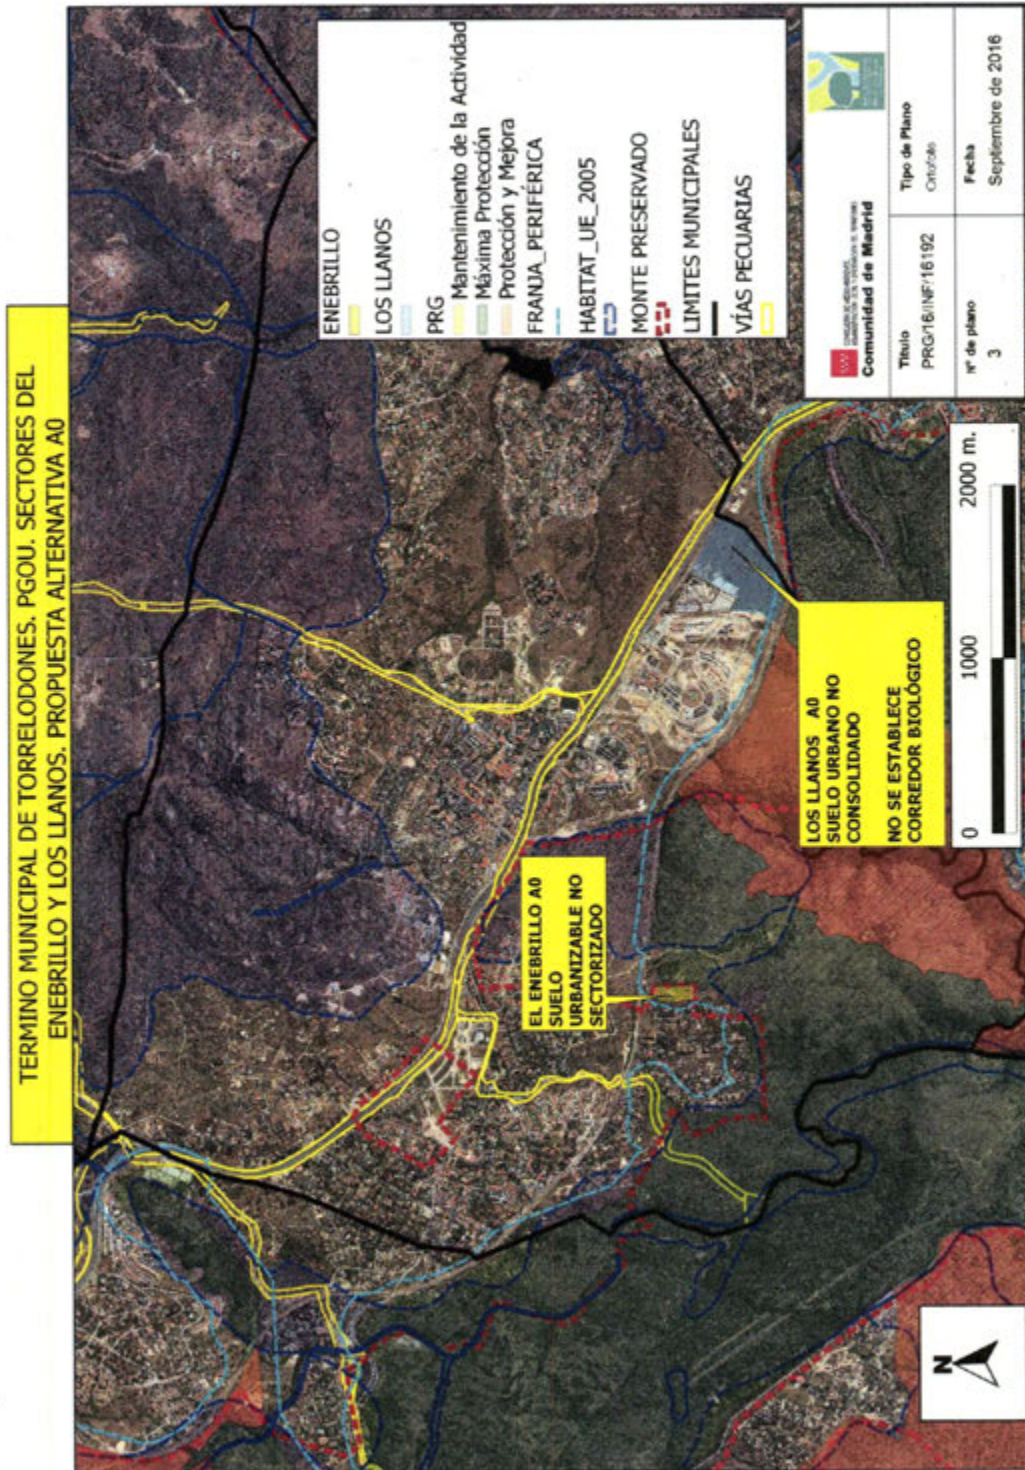 TERMINO MUNICIPAL DE TORRELODONES. PGOU. SECTORES DEL
ENEBRILLO Y LOS LLANOS. PROPUESTA ALTERNATIVA A0
ENEBRILLO
LOS LLANOS
PRG
Mantenimiento de la Actividad
Máxima Protección
Protección y Mejora
FRANJA_PERIFÉRICA
HABITAT_UE_2005
MONTE PRESERVADO
LIMITES MUNICIPALES
VÍAS PECUARIAS
EL ENEBRILLO A0
SUELO
URBANIZABLE NO
SECTORIZADO
LOS LLANOS A0
SUELO URBANO NO
CONSOLIDADO
NO SE ESTABLECE
CORREDOR BIOLÓGICO
N
0 1000 2000 m.
Comunidad de Madrid
Título
PRG/16/INF/16192
Tipo de Plano
Ortofoto
Nº de plano
3
Fecha
Septiembre de 2016